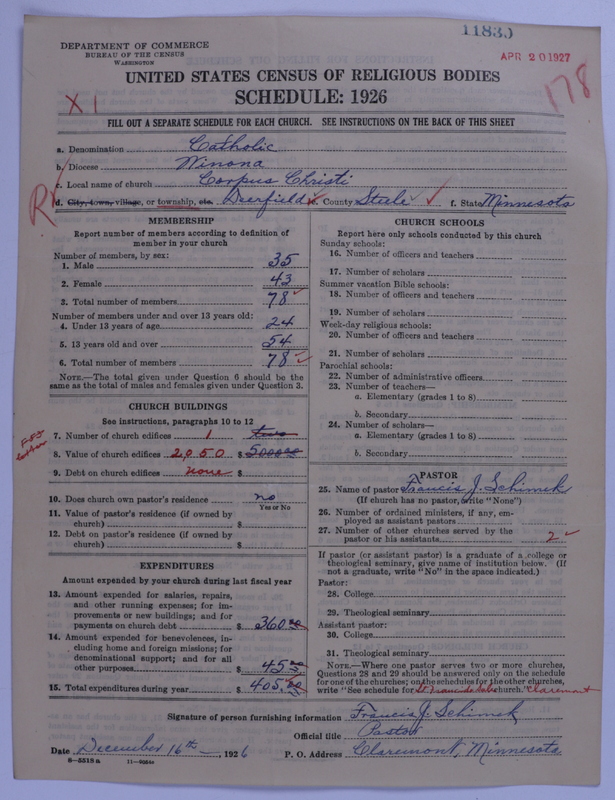 11830
APR 20 1927
178
DEPARTMENT OF COMMERCE
BUREAU OF THE CENSUS
WASHINGTON
UNITED STATES CENSUS OF RELIGIOUS BODIES
SCHEDULE: 1926
X 1
FILL OUT A SEPARATE SCHEDULE FOR EACH CHURCH. SEE INSTRUCTIONS ON THE BACK OF THIS SHEET
a. Denomination Catholic
b. Diocese Winona
c. Local name of church Corpus Christi
d. City, town, village, or township, etc. Deerfield e. County Steele f. State Minnesota
MEMBERSHIP
Report number of members according to definition of
member in your church
Number of members, by sex:
1. Male 35
2. Female 43
3. Total number of members 78
Number of members under and over 13 years old:
4. Under 13 years of age 24
5. 13 years old and over 54
6. Total number of members 78
NOTE.—The total given under Question 6 should be
the same as the total of males and females given under Question 3.
CHURCH BUILDINGS
See instructions, paragraphs 10 to 12
7. Number of church edifices 1 two
8. Value of church edifices 2,050 $ 5000.00
9. Debt on church edifices none $
10. Does church own pastor's residence no
Yes or No
11. Value of pastor's residence (if owned by
church) $
12. Debt on pastor's residence (if owned by
church) $
EXPENDITURES
Amount expended by your church during last fiscal year
13. Amount expended for salaries, repairs,
and other running expenses; for im-
provements or new buildings; and for
payments on church debt $ 360.00
14. Amount expended for benevolences, in-
cluding home and foreign missions; for
denominational support; and for all
other purposes $ 45.00
15. Total expenditures during year $ 405.00
CHURCH SCHOOLS
Report here only schools conducted by this church
Sunday schools:
16. Number of officers and teachers
17. Number of scholars
Summer vacation Bible schools:
18. Number of officers and teachers
19. Number of scholars
Week-day religious schools:
20. Number of officers and teachers
21. Number of scholars
Parochial schools:
22. Number of administrative officers
23. Number of teachers—
a. Elementary (grades 1 to 8)
b. Secondary
24. Number of scholars—
a. Elementary (grades 1 to 8)
b. Secondary
PASTOR
25. Name of pastor Francis J. Schimek
(If church has no pastor, write "None")
26. Number of ordained ministers, if any, em-
ployed as assistant pastors
27. Number of other churches served by the
pastor or his assistants 2
If pastor (or assistant pastor) is a graduate of a college or
theological seminary, give name of institution below. (If
not a graduate, write "No" in the space indicated.)
Pastor:
28. College
29. Theological seminary
Assistant pastor:
30. College
31. Theological seminary
NOTE.—Where one pastor serves two or more churches,
Questions 28 and 29 should be answered only on the schedule
for one of the churches; on the schedules for the other churches,
write "See schedule for St Francis de Sales church." Claremont
Signature of person furnishing information Francis J. Schimek
Official title Pastor
Date December 16th, 1926 P. O. Address Claremont, Minnesota.
8—5518a 11—9034e